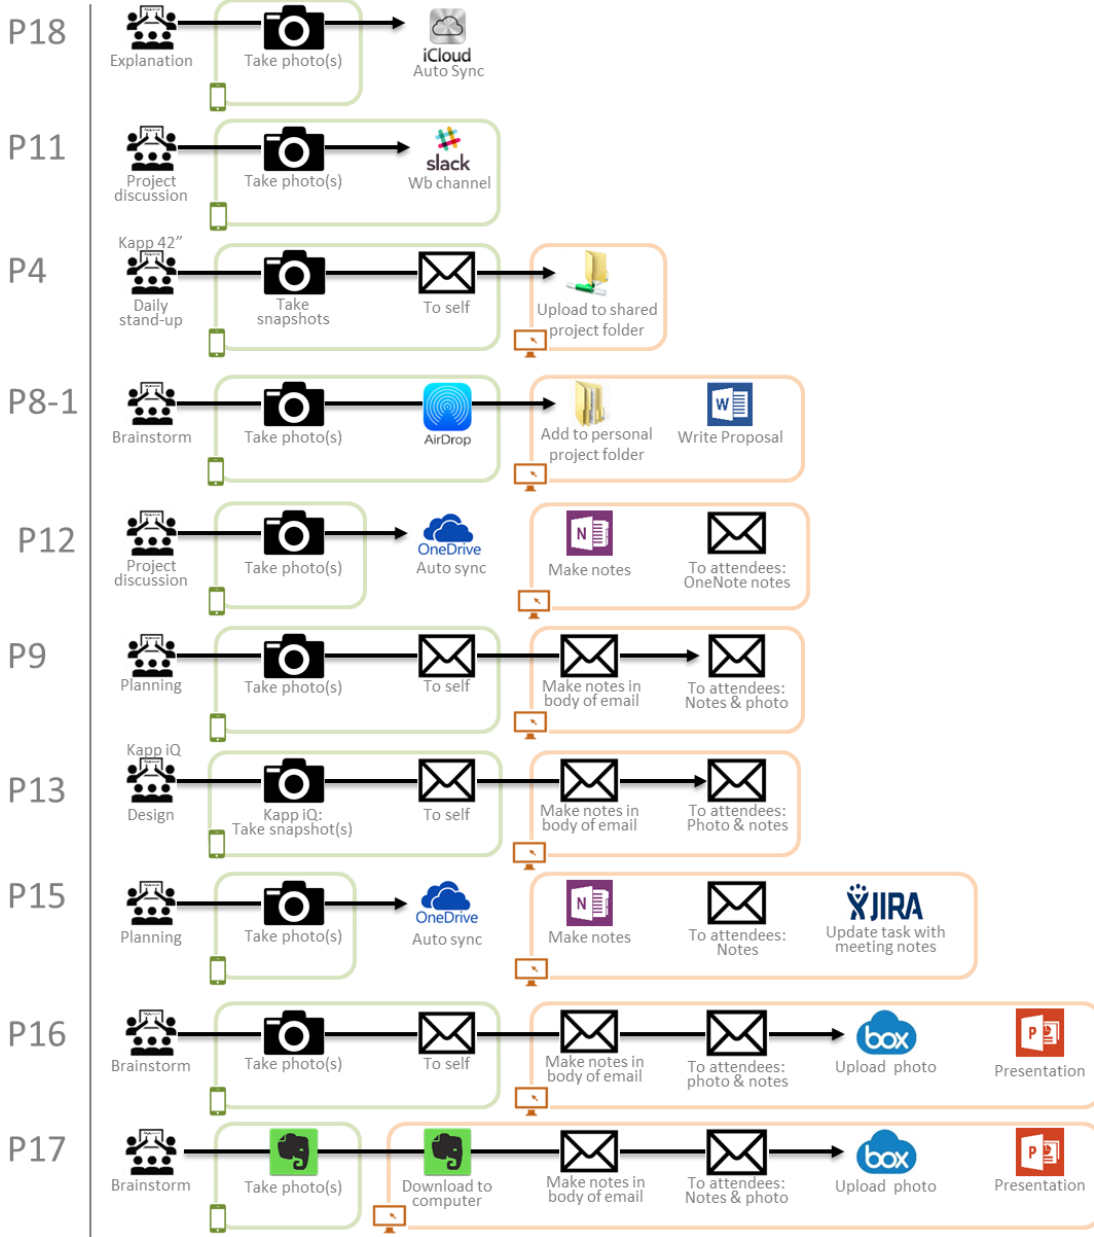 P18
Explanation
Take photo(s)
iCloud
Auto Sync
P11
Project
discussion
Take photo(s)
slack
Wb channel
P4
Kapp 42”
Daily
stand-up
Take
snapshots
To self
Upload to shared
project folder
P8-1
Brainstorm
Take photo(s)
AirDrop
Add to personal
project folder
W
Write Proposal
P12
Project
discussion
Take photo(s)
OneDrive
Auto sync
N
Make notes
To attendees:
OneNote notes
P9
Planning
Take photo(s)
To self
Make notes in
body of email
To attendees:
Notes & photo
P13
Kapp iQ
Design
Kapp iQ:
Take snapshot(s)
To self
Make notes in
body of email
To attendees:
Photo & notes
P15
Planning
Take photo(s)
OneDrive
Auto sync
N
Make notes
To attendees:
Notes
JIRA
Update task with
meeting notes
P16
Brainstorm
Take photo(s)
To self
Make notes in
body of email
To attendees:
photo & notes
box
Upload photo
P
Presentation
P17
Brainstorm
Take photo(s)
Download to
computer
Make notes in
body of email
To attendees:
Notes & photo
box
Upload photo
P
Presentation